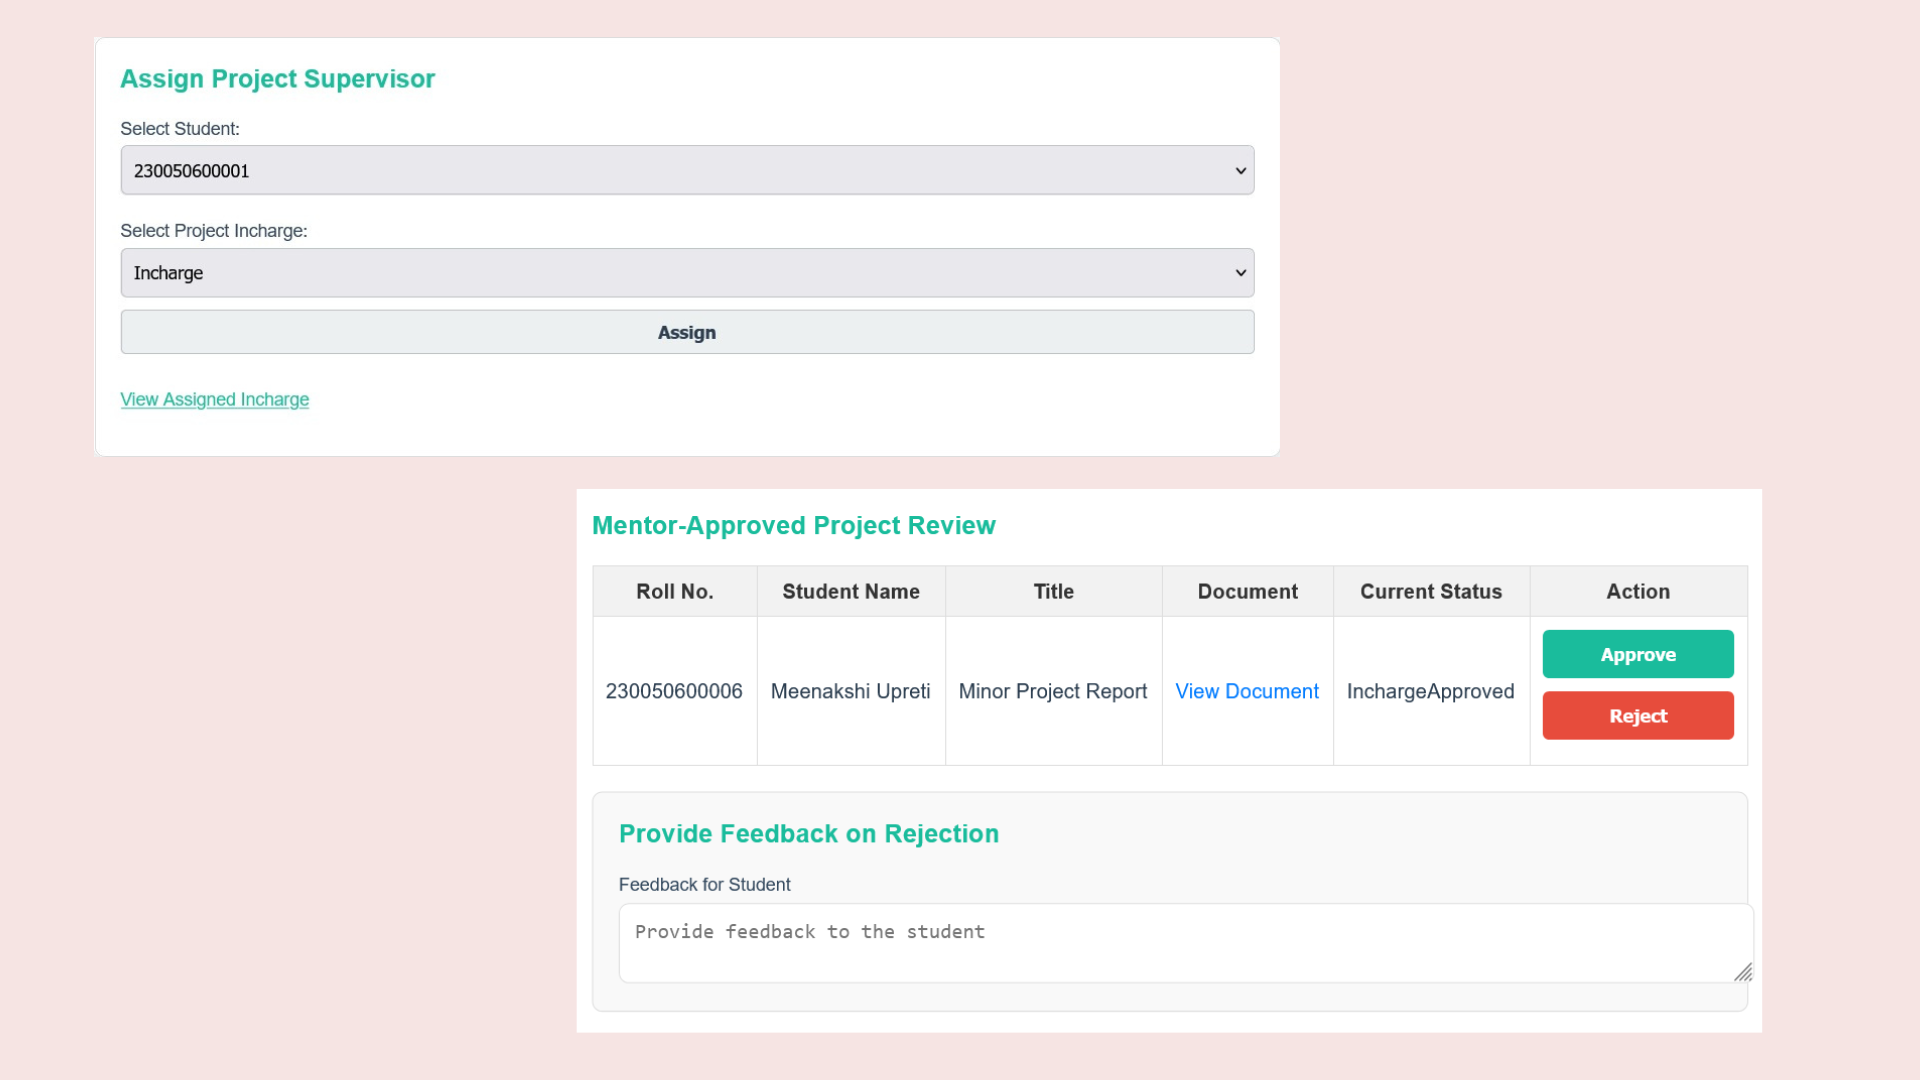 Assign Project Supervisor
Select Student:
230050600001
Select Project Incharge:
Incharge
Assign
View Assigned Incharge
Mentor-Approved Project Review
Roll No. Student Name Title Document Current Status Action
230050600006 Meenakshi Upreti Minor Project Report View Document InchargeApproved Approve
Reject
Provide Feedback on Rejection
Feedback for Student
Provide feedback to the student